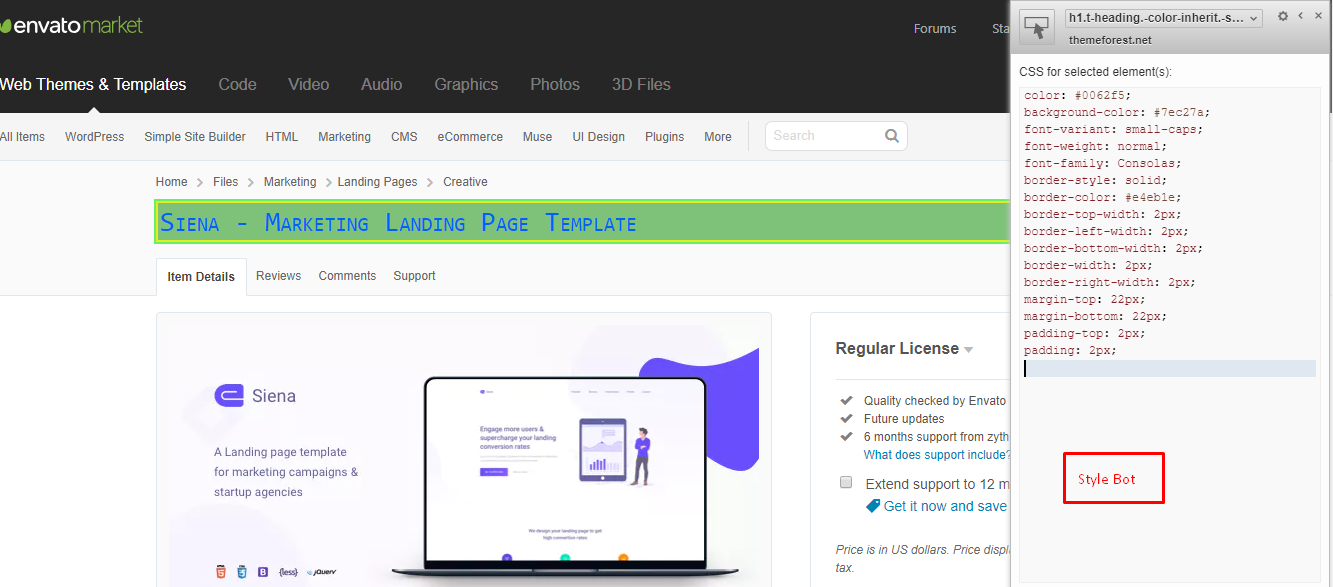 envatomarket
Forums
Sta
Web Themes & Templates Code Video Audio Graphics Photos 3D Files
All Items WordPress Simple Site Builder HTML Marketing CMS eCommerce Muse UI Design Plugins More Search
Home Files Marketing Landing Pages Creative
Siena - Marketing Landing Page Template
Item Details Reviews Comments Support
Siena
A Landing page template
for marketing campaigns &
startup agencies
{less} jQuery
Engage more users &
supercharge your landing
conversion rates
We design your landing page to get
high convertion rates
Regular License
Quality checked by Envato
Future updates
6 months support from zyth
What does support include?
Extend support to 12 m
Get it now and save
Price is in US dollars. Price displ
tax.
h1.t-heading.-color-inherit.-s...
themeforest.net
CSS for selected element(s):
color: #0062f5;
background-color: #7ec27a;
font-variant: small-caps;
font-weight: normal;
font-family: Consolas;
border-style: solid;
border-color: #e4eb1e;
border-top-width: 2px;
border-left-width: 2px;
border-bottom-width: 2px;
border-width: 2px;
border-right-width: 2px;
margin-top: 22px;
margin-bottom: 22px;
padding-top: 2px;
padding: 2px;
Style Bot